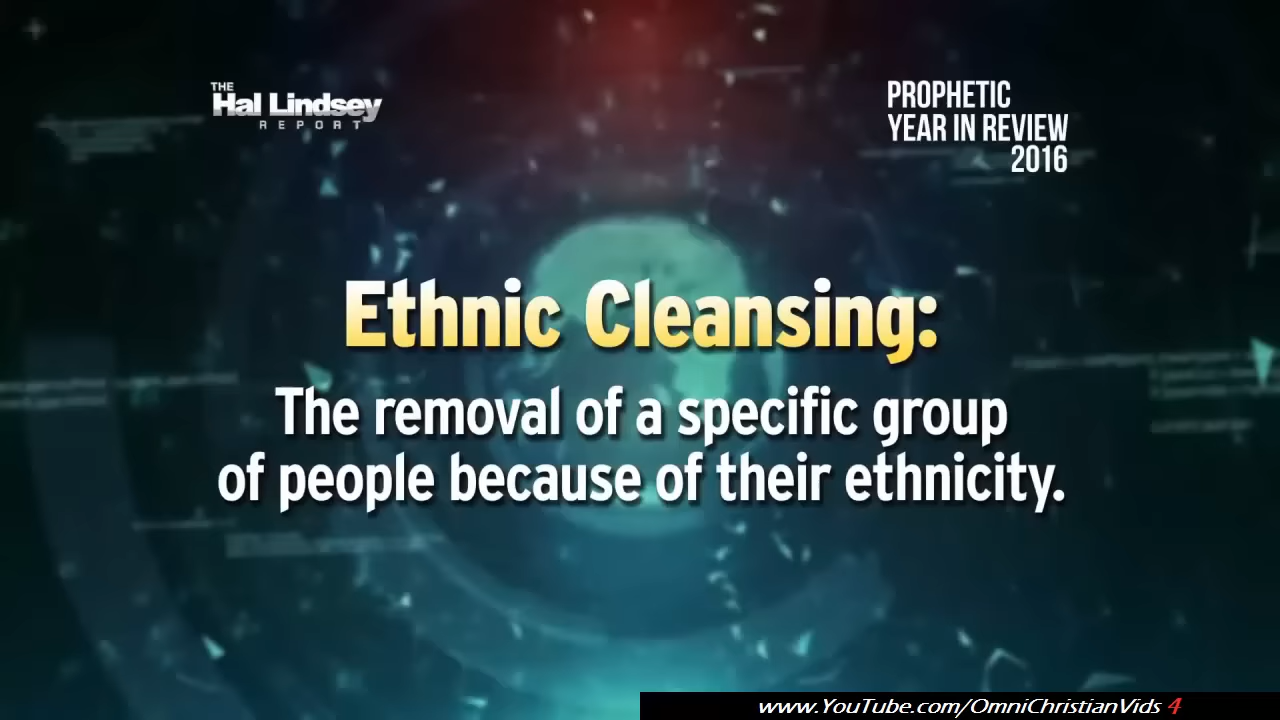 THE
Hal Lindsey
REPORT
PROPHETIC
YEAR IN REVIEW
2016
Ethnic Cleansing:
The removal of a specific group
of people because of their ethnicity.
www.YouTube.com/OmniChristianVids 4